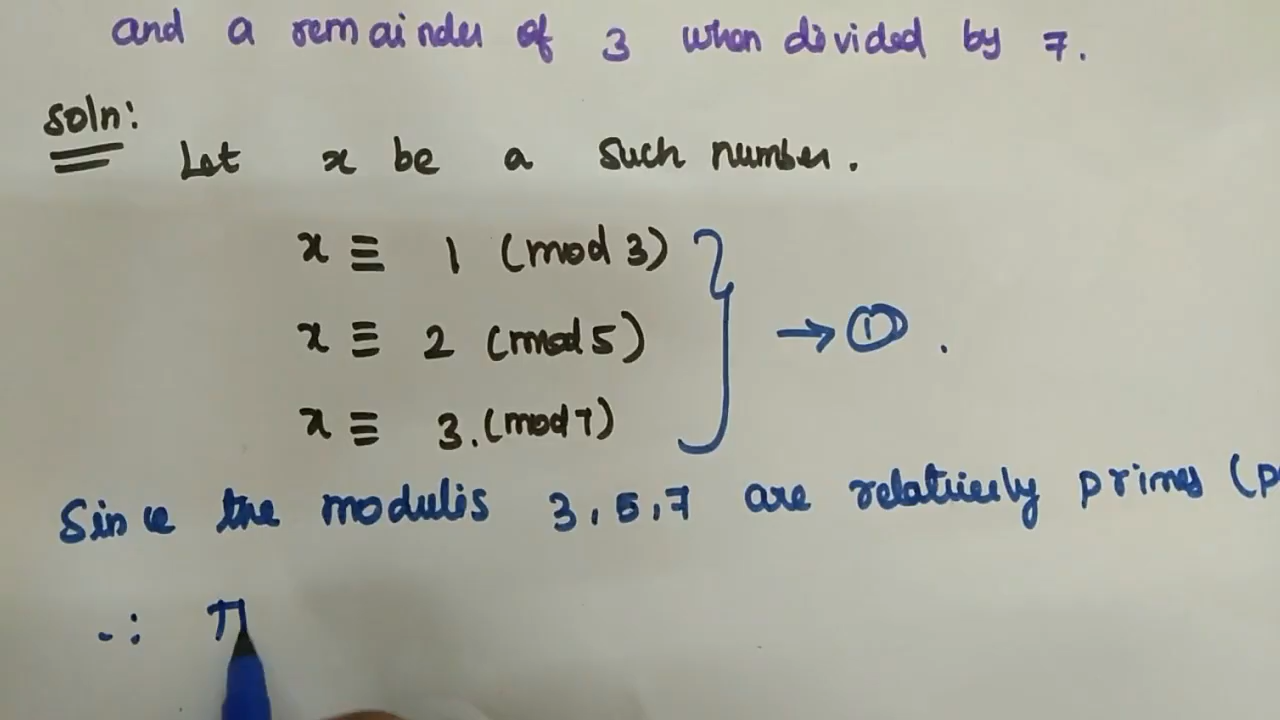 and a remainder of 3 when divided by 7.
Soln:
Let x be a such number.
x ≡ 1 (mod 3)
x ≡ 2 (mod 5) → ①.
x ≡ 3. (mod 7)
Since the modulis 3, 5, 7 are relatively primes (p
∴ π